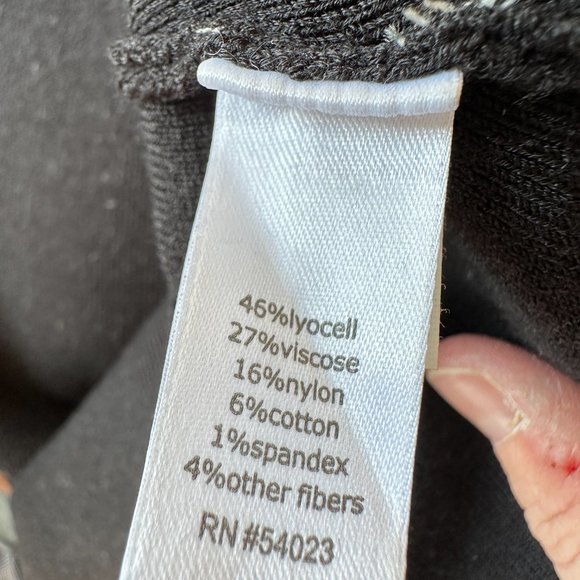 46%lyocell
27%viscose
16%nylon
6%cotton
1%spandex
4%other fibers
RN #54023